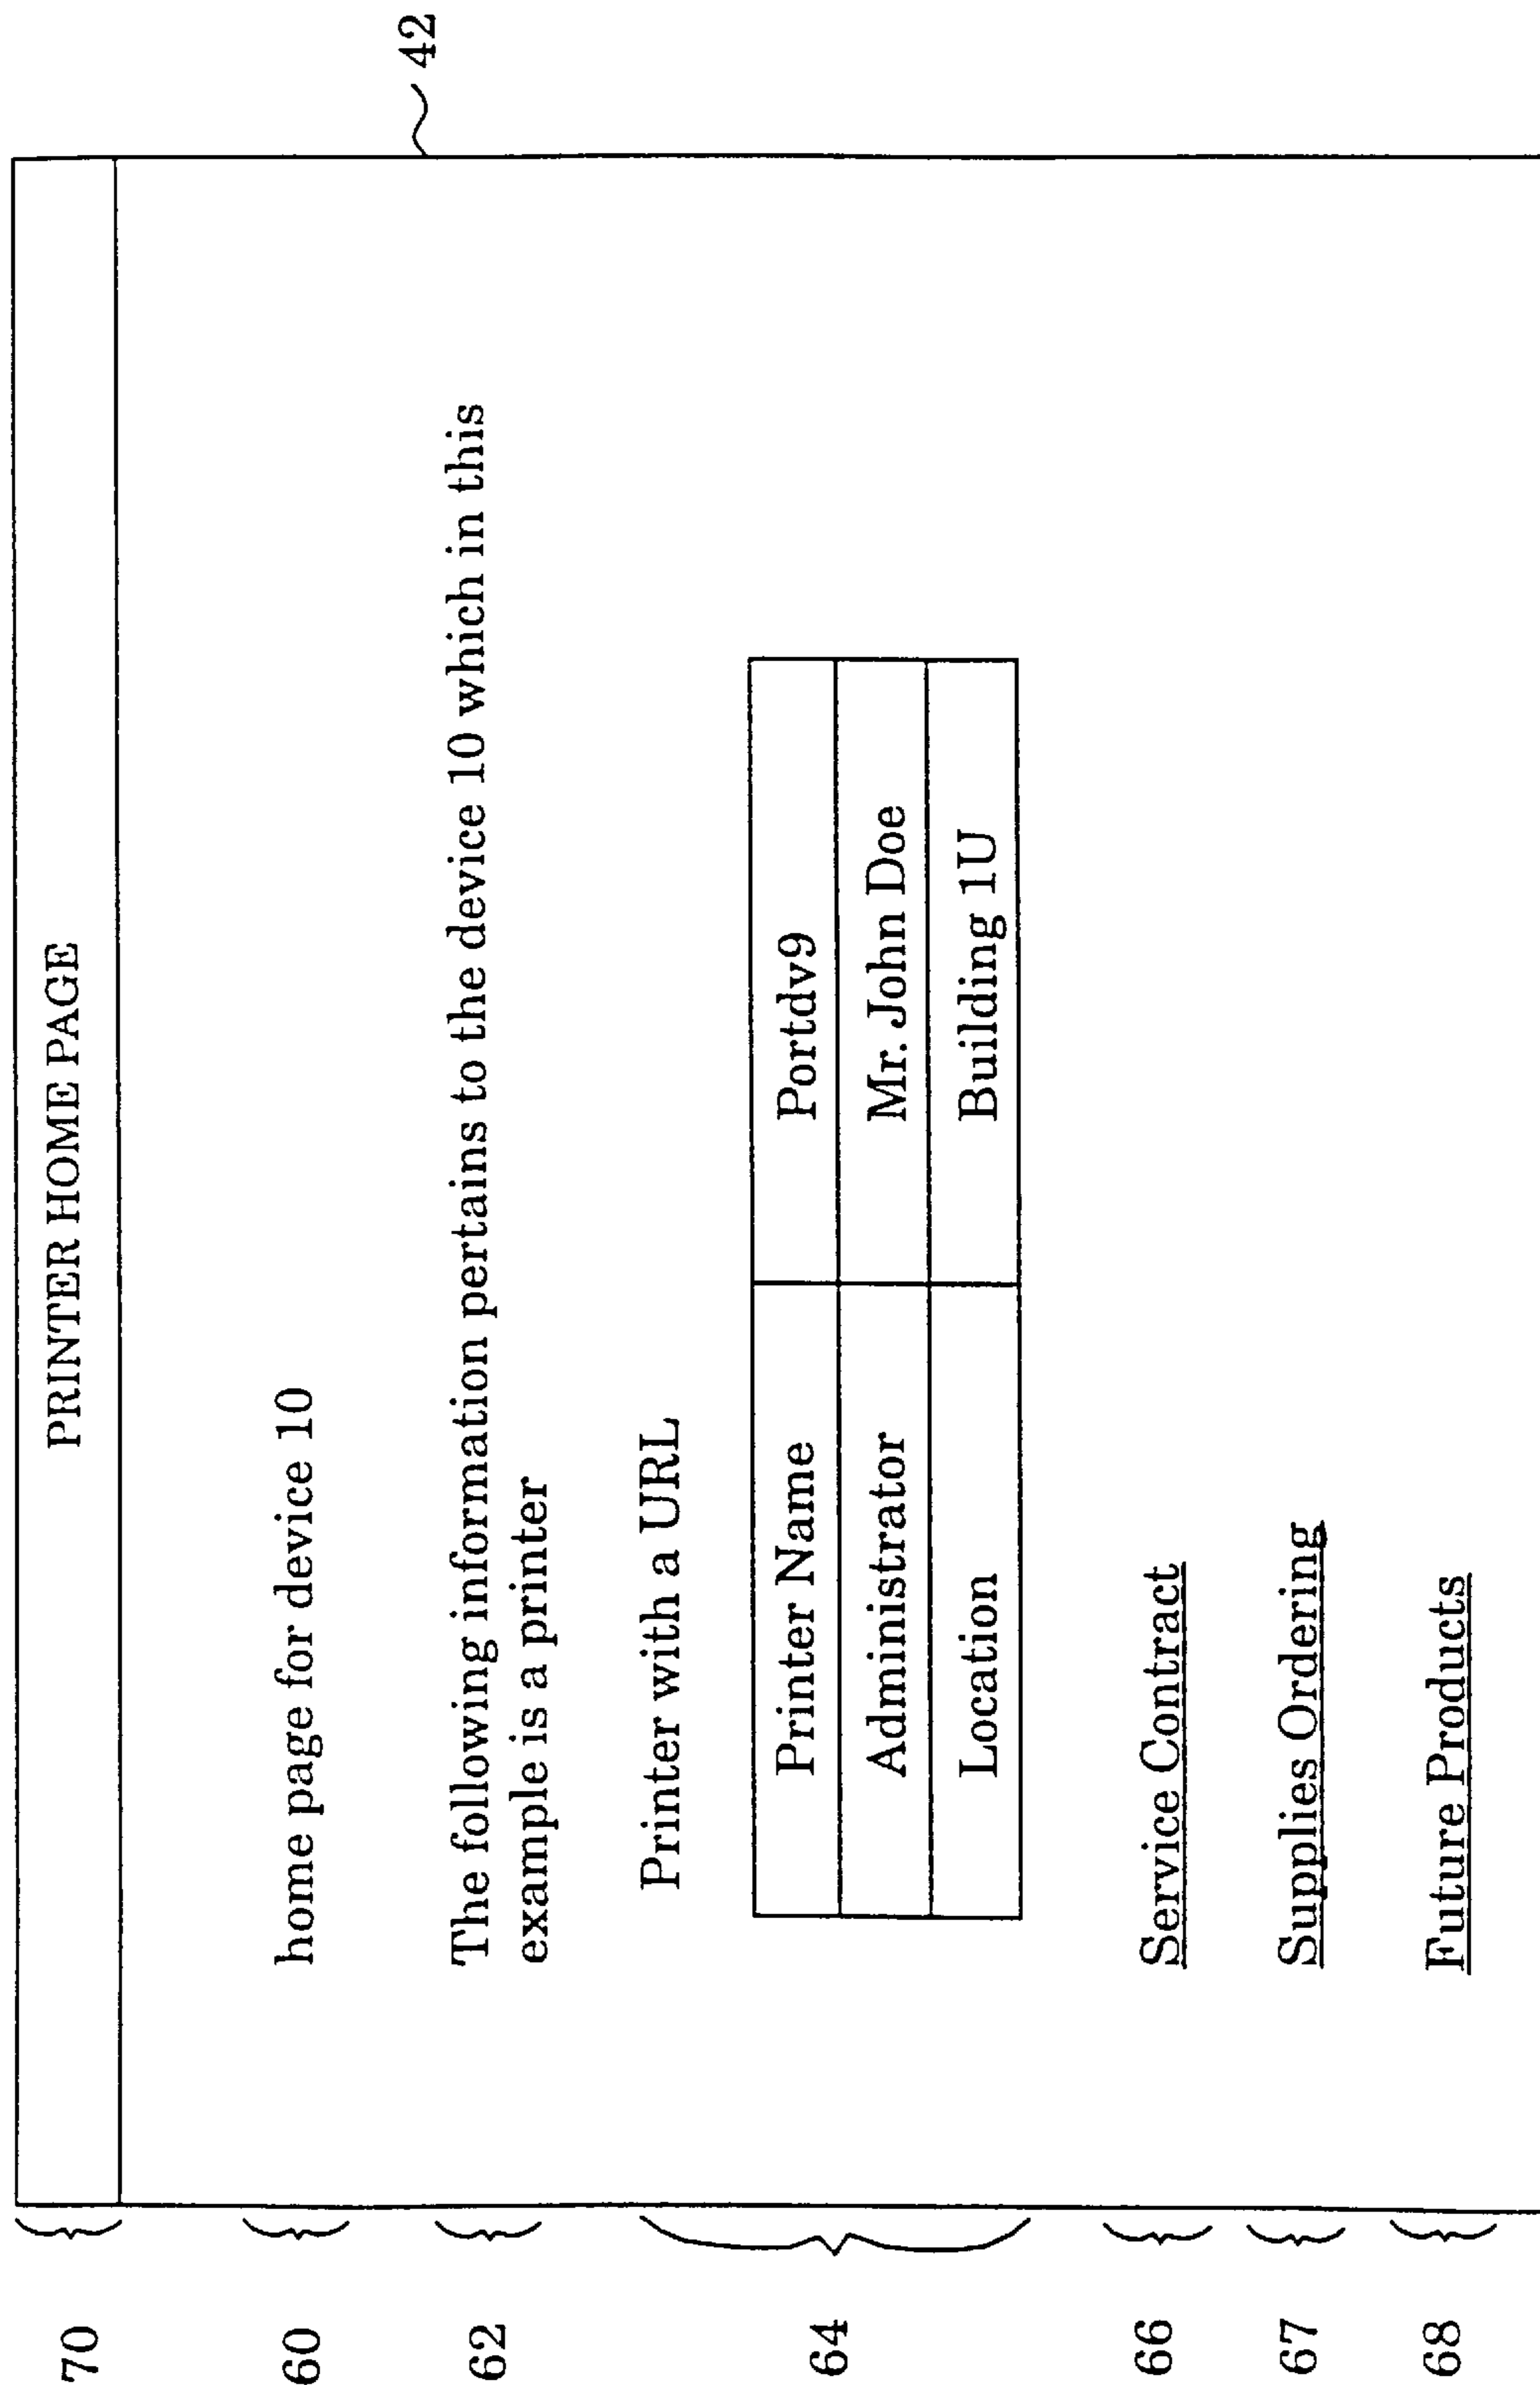 70 PRINTER HOME PAGE
60 home page for device 10
42
62 The following information pertains to the device 10 which in this
example is a printer
64 Printer with a URL
Printer Name Portdv9
Administrator Mr. John Doe
Location Building 1U
66 Service Contract
67 Supplies Ordering
68 Future Products